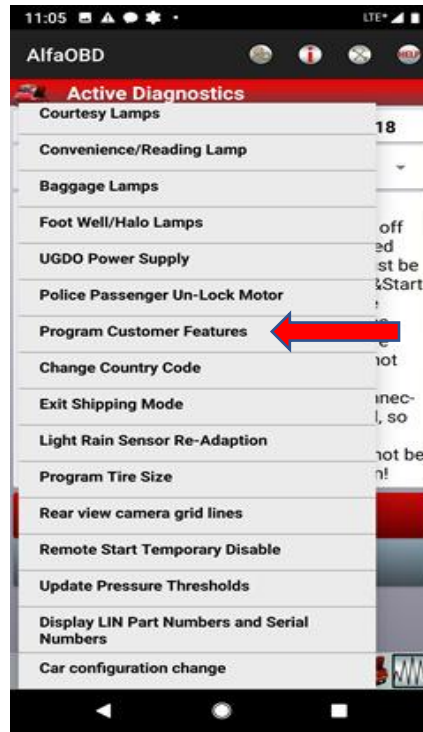 11:05
LTE+
AlfaOBD
HELP
Active Diagnostics
Courtesy Lamps
18
Convenience/Reading Lamp
Baggage Lamps
Foot Well/Halo Lamps
off
ed
UGDO Power Supply
st be
&Start
Police Passenger Un-Lock Motor
Program Customer Features
not
Change Country Code
nnec-
Exit Shipping Mode
l, so
Light Rain Sensor Re-Adaption
not be
Program Tire Size
n!
Rear view camera grid lines
Remote Start Temporary Disable
Update Pressure Thresholds
Display LIN Part Numbers and Serial
Numbers
Car configuration change